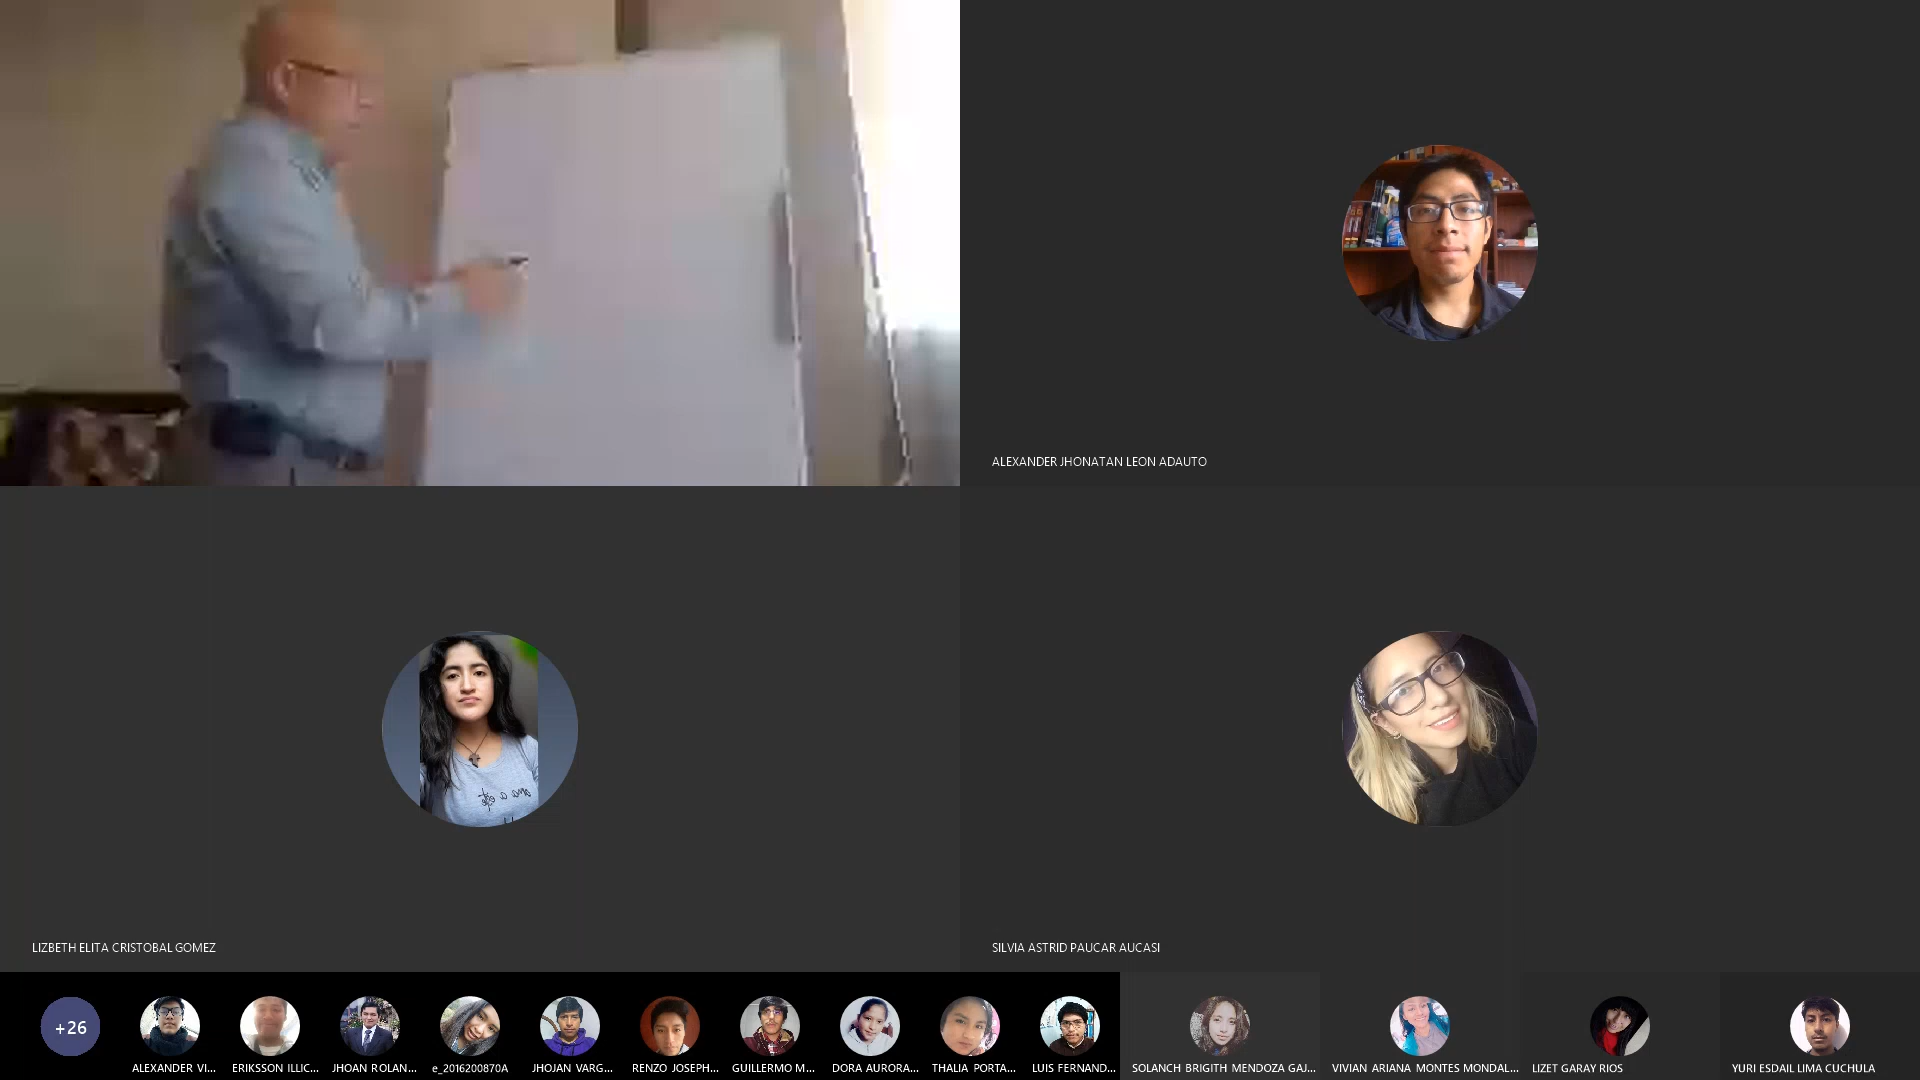 ALEXANDER JHONATAN LEON ADAUTO
LIZBETH ELITA CRISTOBAL GOMEZ
SILVIA ASTRID PAUCAR AUCASI
+26
ALEXANDER VI...
ERIKSSON ILLIC...
JHOAN ROLAN...
e_2016200870A
JHOJAN VARG...
RENZO JOSEPH...
GUILLERMO M...
DORA AURORA...
THALIA PORTA...
LUIS FERNAND...
SOLANCH BRIGITH MENDOZA GAJ...
VIVIAN ARIANA MONTES MONDAL...
LIZET GARAY RIOS
YURI ESDAIL LIMA CUCHULA